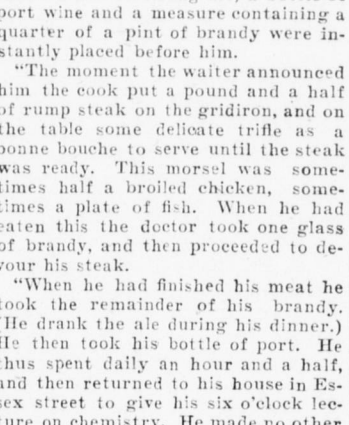 port wine and a measure containing a
quarter of a pint of brandy were in-
stantly placed before him.
"The moment the waiter announced
him the cook put a pound and a half
of rump steak on the gridiron, and on
the table some delicate trifle as a
bonne bouche to serve until the steak
was ready. This morsel was some-
times half a broiled chicken, some-
times a plate of fish. When he had
eaten this the doctor took one glass
of brandy, and then proceeded to de-
vour his steak.
"When he had finished his meat he
took the remainder of his brandy.
(He drank the ale during his dinner.)
He then took his bottle of port. He
thus spent daily an hour and a half,
and then returned to his house in Es-
sex street to give his six o'clock lec-
ture on chemistry. He made no other